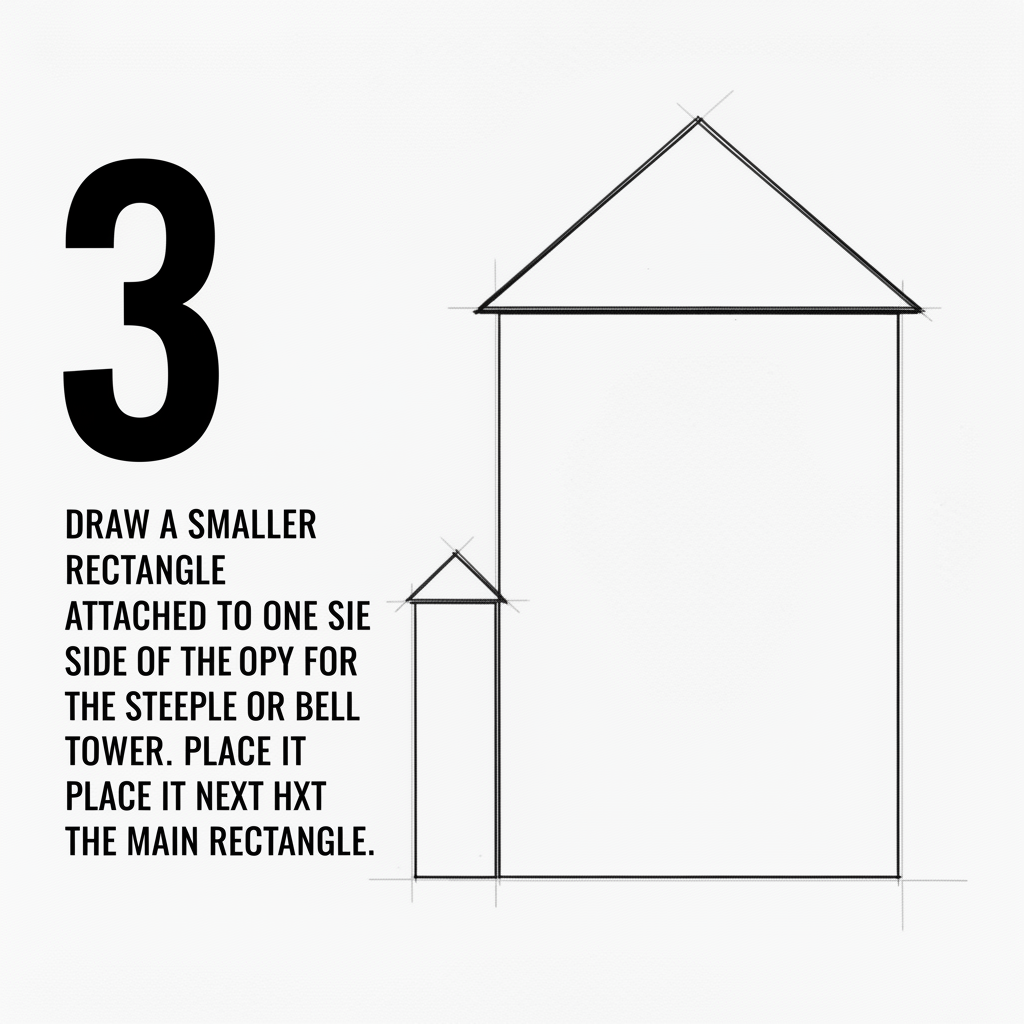 3
DRAW A SMALLER
RECTANGLE
ATTACHED TO ONE SIE
SIDE OF THE OPY FOR
THE STEEPLE OR BELL
TOWER. PLACE IT
PLACE IT NEXT HXT
THE MAIN RECTANGLE.